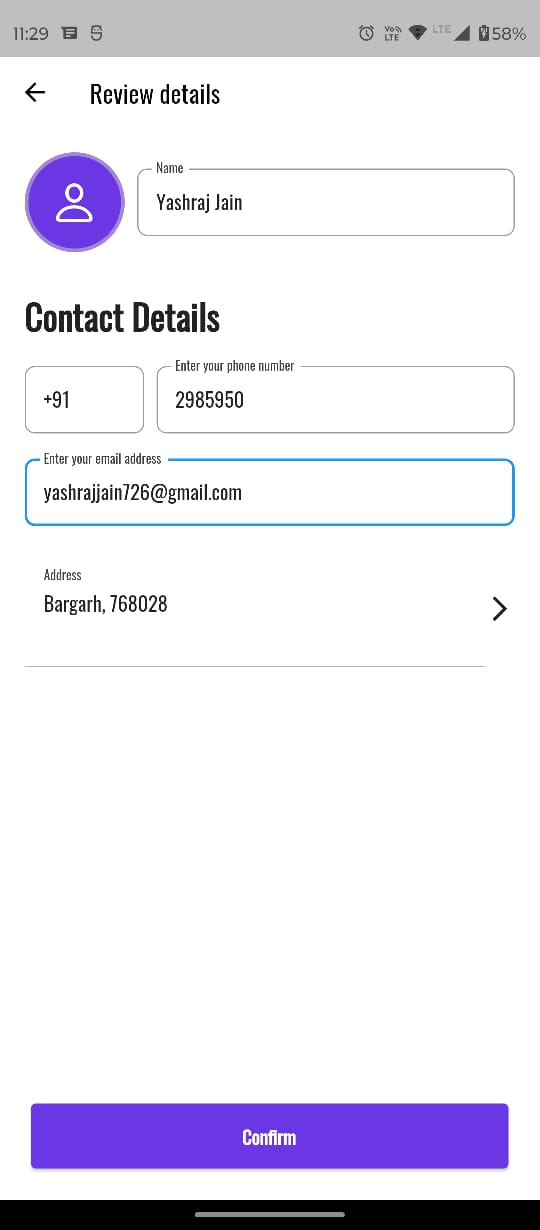 11:29
Vo
LTE
LTE
58%
Review details
Name
Yashraj Jain
Contact Details
+91
Enter your phone number
2985950
Enter your email address
yashrajjain726@gmail.com
Address
Bargarh, 768028
Confirm